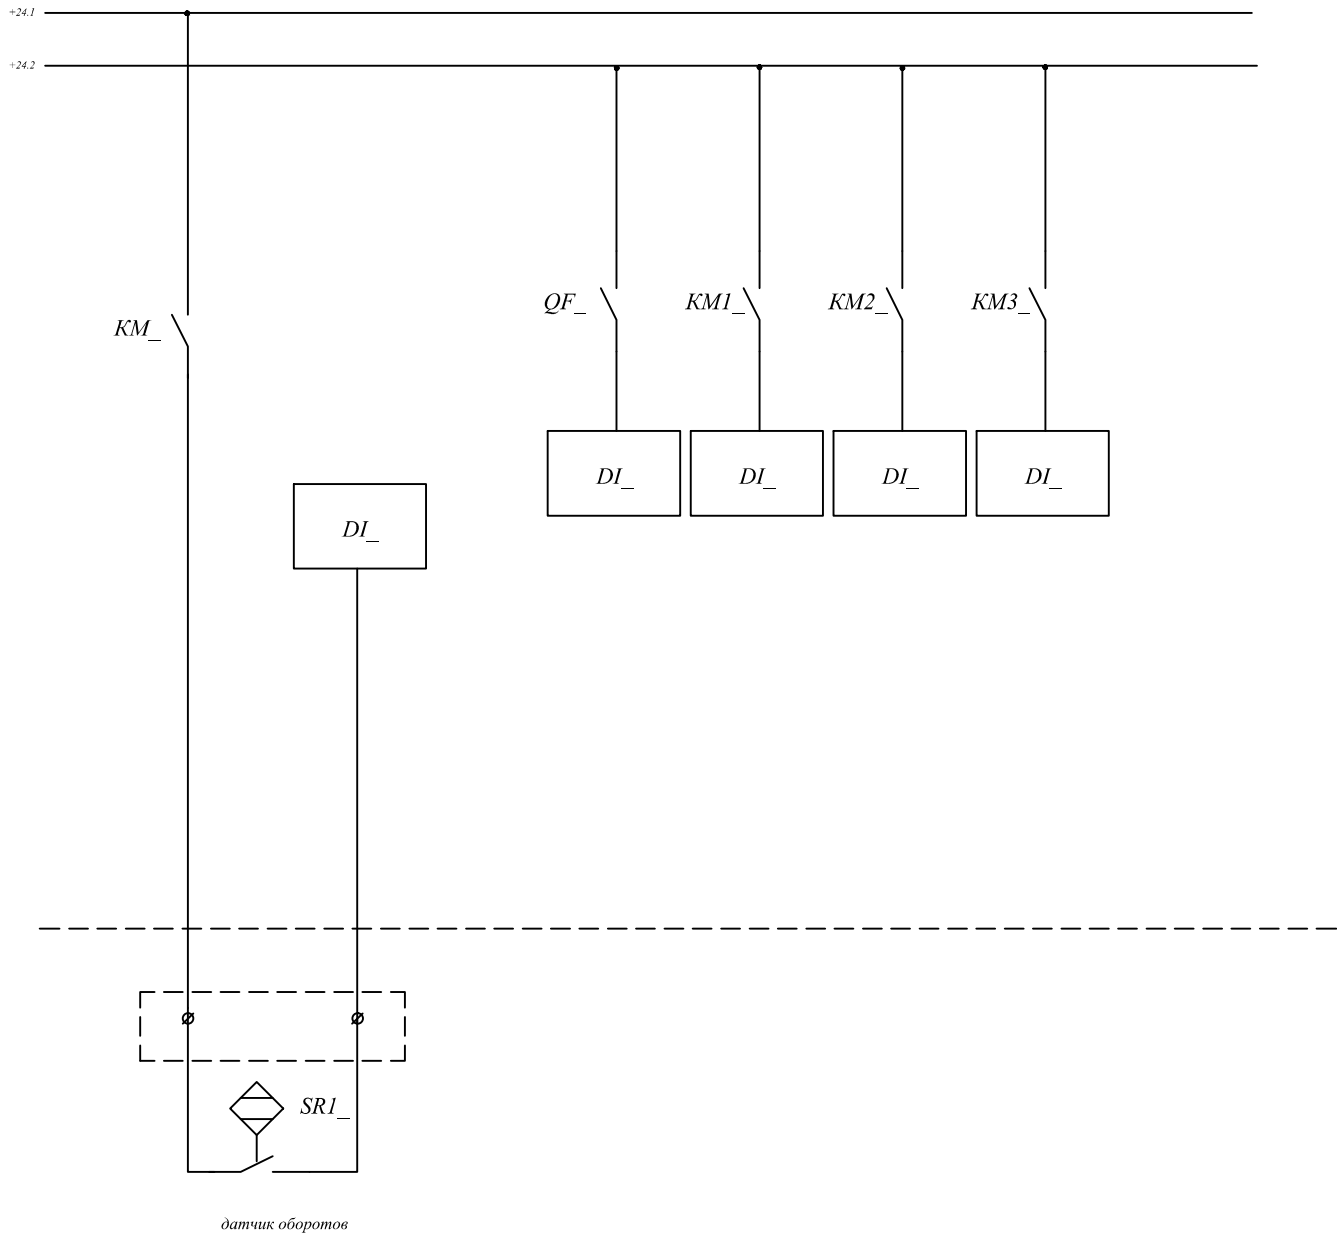 +24.1
+24.2
QF_
KM1_
KM2_
KM3_
KM_
DI_
DI_
DI_
DI_
DI_
SR1_
датчик оборотов